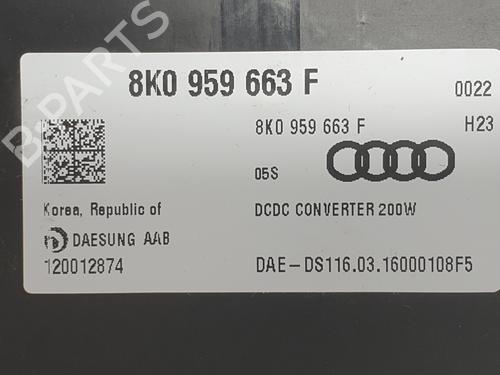 8K0 959 663 F
0022
8K0 959 663 F
H23
05S
Korea, Republic of
DCDC CONVERTER 200W
DAESUNG AAB
120012874
DAE-DS116.03.16000108F5
B-PARTS